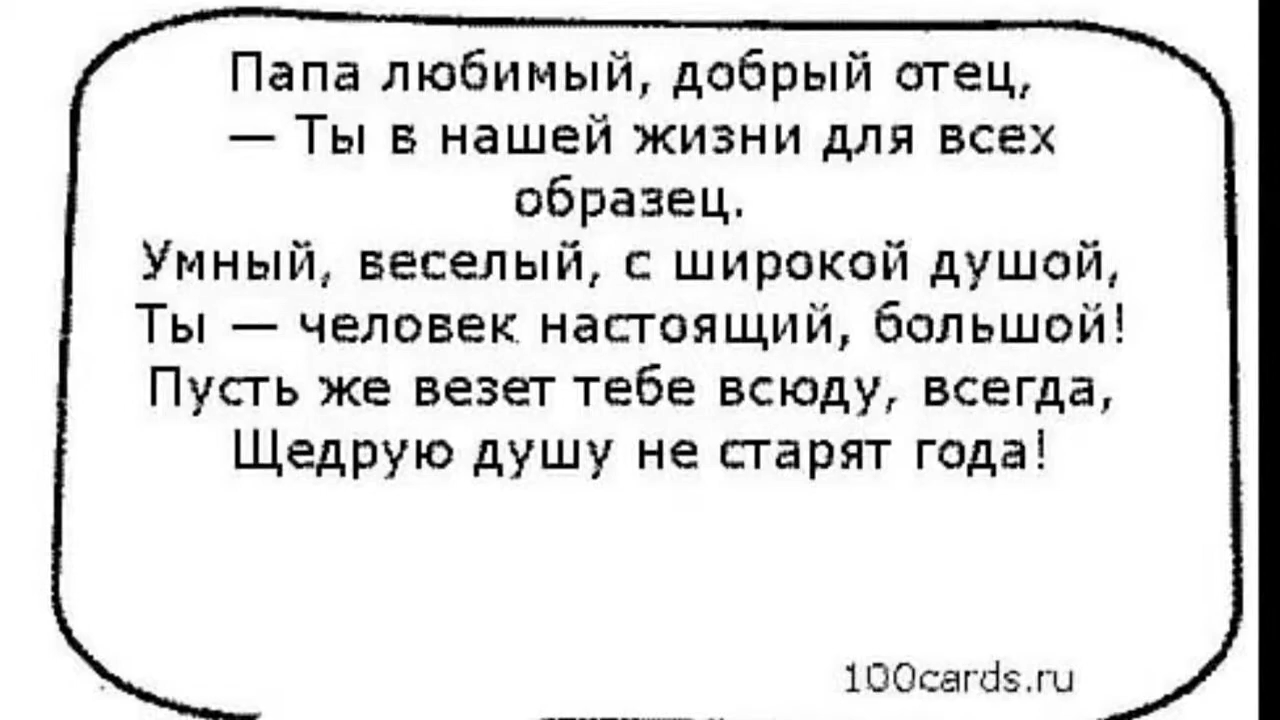 Папа любимый, добрый отец,
— Ты в нашей жизни для всех
образец.
Умный, веселый, с широкой душой,
Ты — человек настоящий, большой!
Пусть же везет тебе всюду, всегда,
Щедрую душу не старят года!
100cards.ru